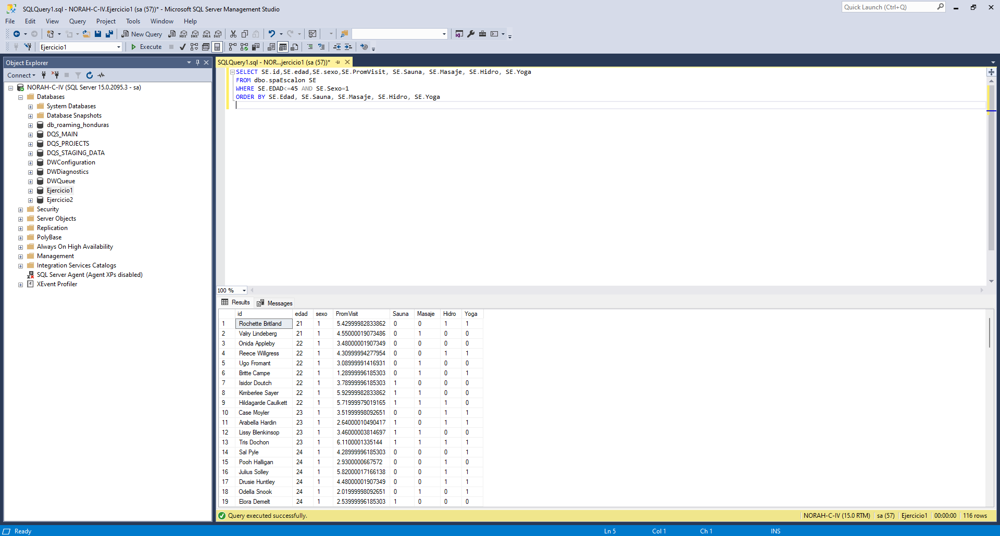 SQLQuery1.sql - NORAH-C-IV.Ejercicio1 (sa (57))* - Microsoft SQL Server Management Studio
Quick Launch (Ctrl+Q)
File Edit View Query Project Tools Window Help
New Query MDX DMX XMLA DAX
Ejercicio1 Execute
Object Explorer
Connect
NORAH-C-IV (SQL Server 15.0.2095.3 - sa)
Databases
System Databases
Database Snapshots
db_roaming_honduras
DQS_MAIN
DQS_PROJECTS
DQS_STAGING_DATA
DWConfiguration
DWDiagnostics
DWQueue
Ejercicio1
Ejercicio2
Security
Server Objects
Replication
PolyBase
Always On High Availability
Management
Integration Services Catalogs
SQL Server Agent (Agent XPs disabled)
XEvent Profiler
SQLQuery1.sql - NOR...jercicio1 (sa (57))*
SELECT SE.id,SE.edad,SE.sexo,SE.PromVisit, SE.Sauna, SE.Masaje, SE.Hidro, SE.Yoga
FROM dbo.spaEscalon SE
WHERE SE.EDAD<=45 AND SE.Sexo=1
ORDER BY SE.Edad, SE.Sauna, SE.Masaje, SE.Hidro, SE.Yoga
100 %
Results Messages
id edad sexo PromVisit Sauna Masaje Hidro Yoga
1 Rochette Britland 21 1 5.42999982833862 0 0 1 1
2 Valry Lindeberg 21 1 4.55000019073486 0 1 0 0
3 Onida Appleby 22 1 3.48000001907349 0 0 0 0
4 Reece Willgress 22 1 4.30999994277954 0 0 1 1
5 Ugo Fromant 22 1 3.08999991416931 0 1 0 0
6 Britte Campe 22 1 1.28999996185303 0 1 0 1
7 Isidor Doutch 22 1 3.78999996185303 1 0 0 0
8 Kimberlee Sayer 22 1 5.92999982833862 1 1 0 0
9 Hildagarde Caulkett 22 1 5.71999979019165 1 1 1 0
10 Case Moyler 23 1 3.51999998092651 0 0 1 1
11 Arabella Hardin 23 1 2.64000010490417 1 0 1 1
12 Lissy Blenkinsop 23 1 3.46000003814697 1 1 0 0
13 Tris Dochon 23 1 6.1100001335144 1 1 1 1
14 Sal Pyle 24 1 4.28999996185303 0 0 0 1
15 Pooh Halligan 24 1 2.9300000667572 0 0 1 0
16 Julius Solley 24 1 5.82000017166138 0 0 1 1
17 Drusie Huntley 24 1 4.48000001907349 0 0 1 1
18 Odella Snook 24 1 2.01999998092651 0 1 0 1
19 Elora Demelt 24 1 2.53999996185303 1 0 0 0
Query executed successfully. NORAH-C-IV (15.0 RTM) sa (57) Ejercicio1 00:00:00 116 rows
Ready Ln 5 Col 1 Ch 1 INS